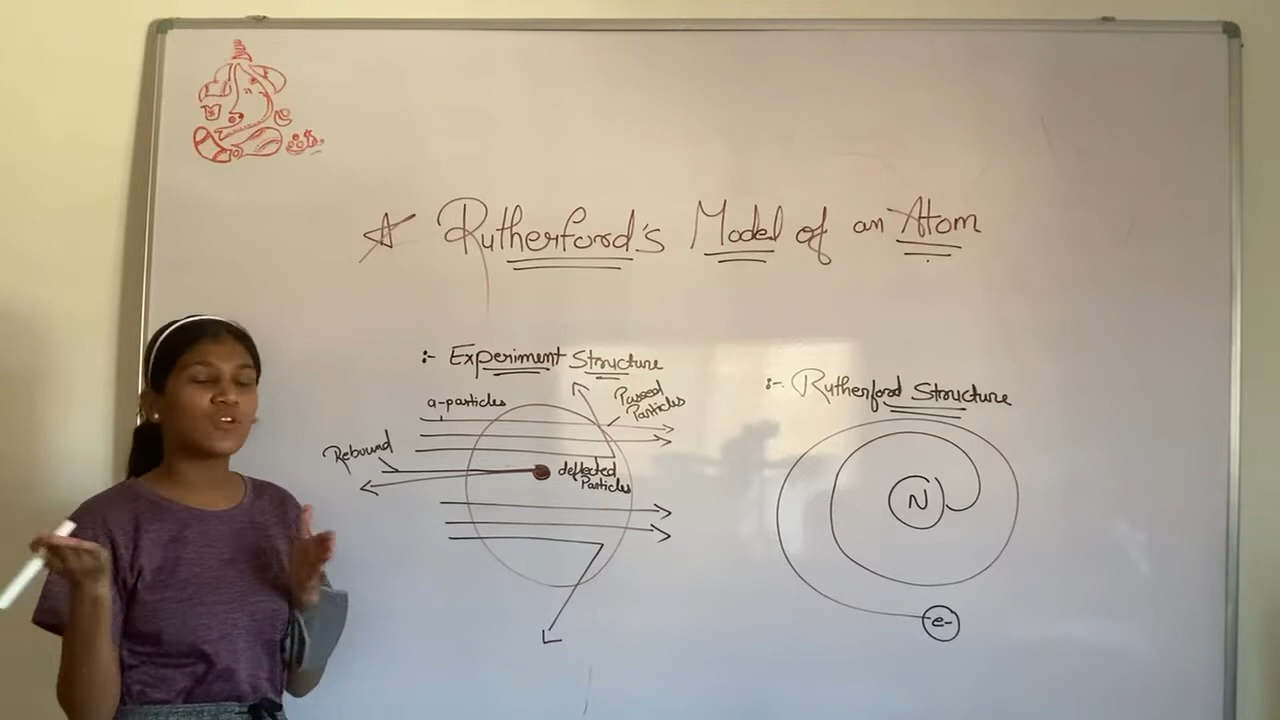 ☆ Rutherford's Model of an Atom
:- Experiment Structure
a-particles
Passed
Particles
Rebound
deflected
Particles
:- Rutherford Structure
N
e-